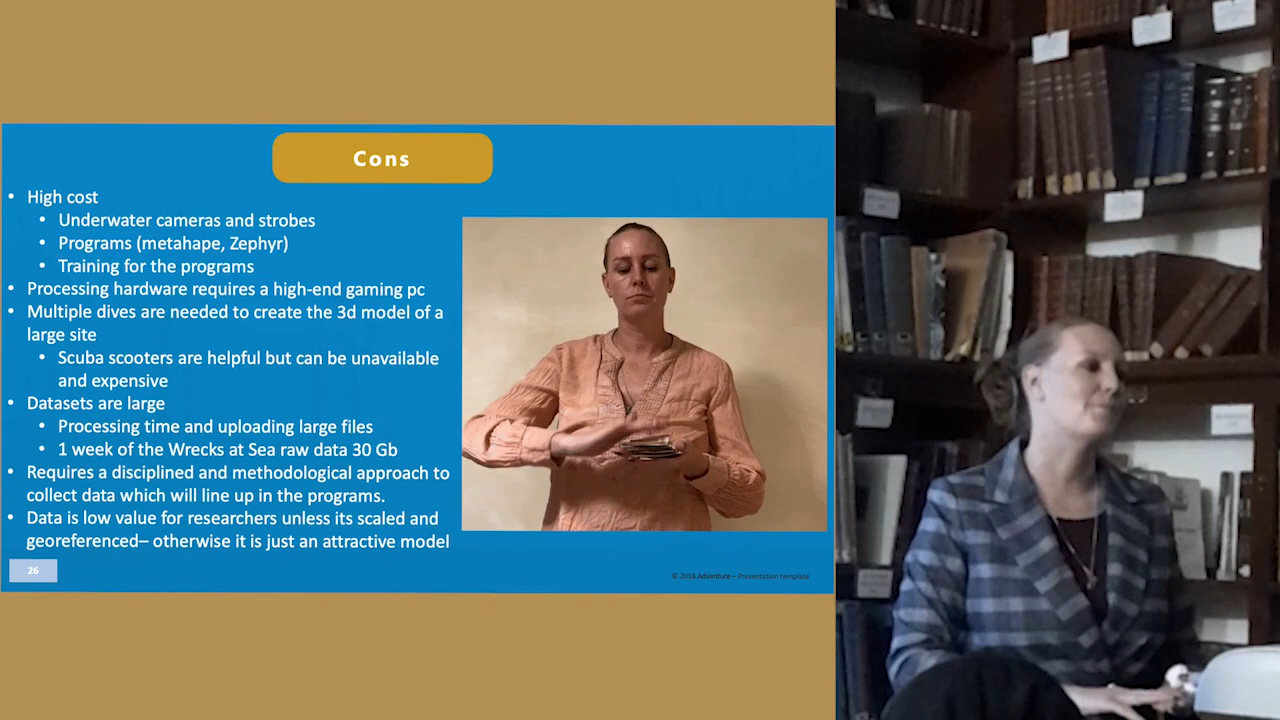 Cons
• High cost
• Underwater cameras and strobes
• Programs (metahape, Zephyr)
• Training for the programs
• Processing hardware requires a high-end gaming pc
• Multiple dives are needed to create the 3d model of a
large site
• Scuba scooters are helpful but can be unavailable
and expensive
• Datasets are large
• Processing time and uploading large files
• 1 week of the Wrecks at Sea raw data 30 Gb
• Requires a disciplined and methodological approach to
collect data which will line up in the programs.
• Data is low value for researchers unless its scaled and
georeferenced– otherwise it is just an attractive model
26